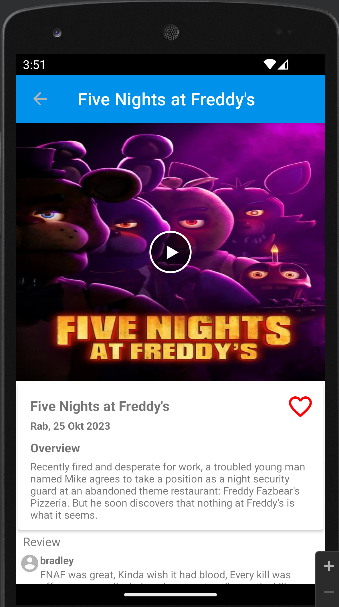 3:51
Five Nights at Freddy's
FIVE NIGHTS
AT FREDDY'S
Five Nights at Freddy's
Rab, 25 Okt 2023
Overview
Recently fired and desperate for work, a troubled young man
named Mike agrees to take a position as a night security
guard at an abandoned theme restaurant: Freddy Fazbear's
Pizzeria. But he soon discovers that nothing at Freddy's is
what it seems.
Review
bradley
FNAF was great, Kinda wish it had blood, Every kill was